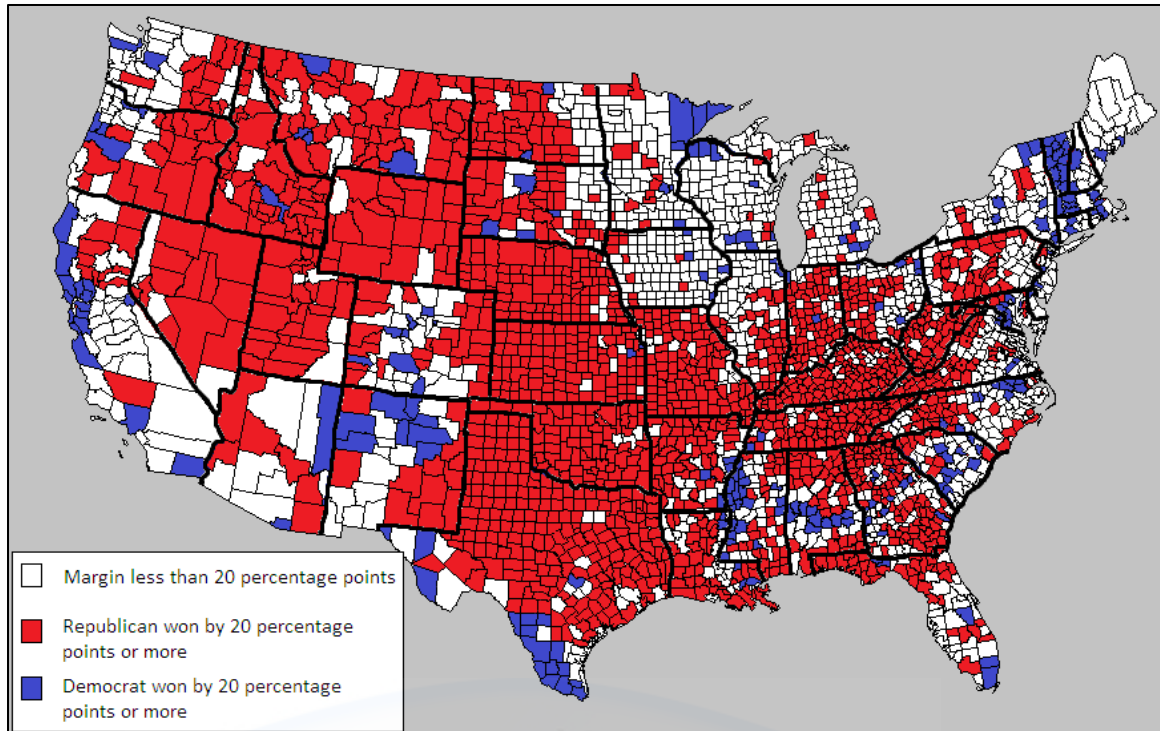 Margin less than 20 percentage points
Republican won by 20 percentage
points or more
Democrat won by 20 percentage
points or more